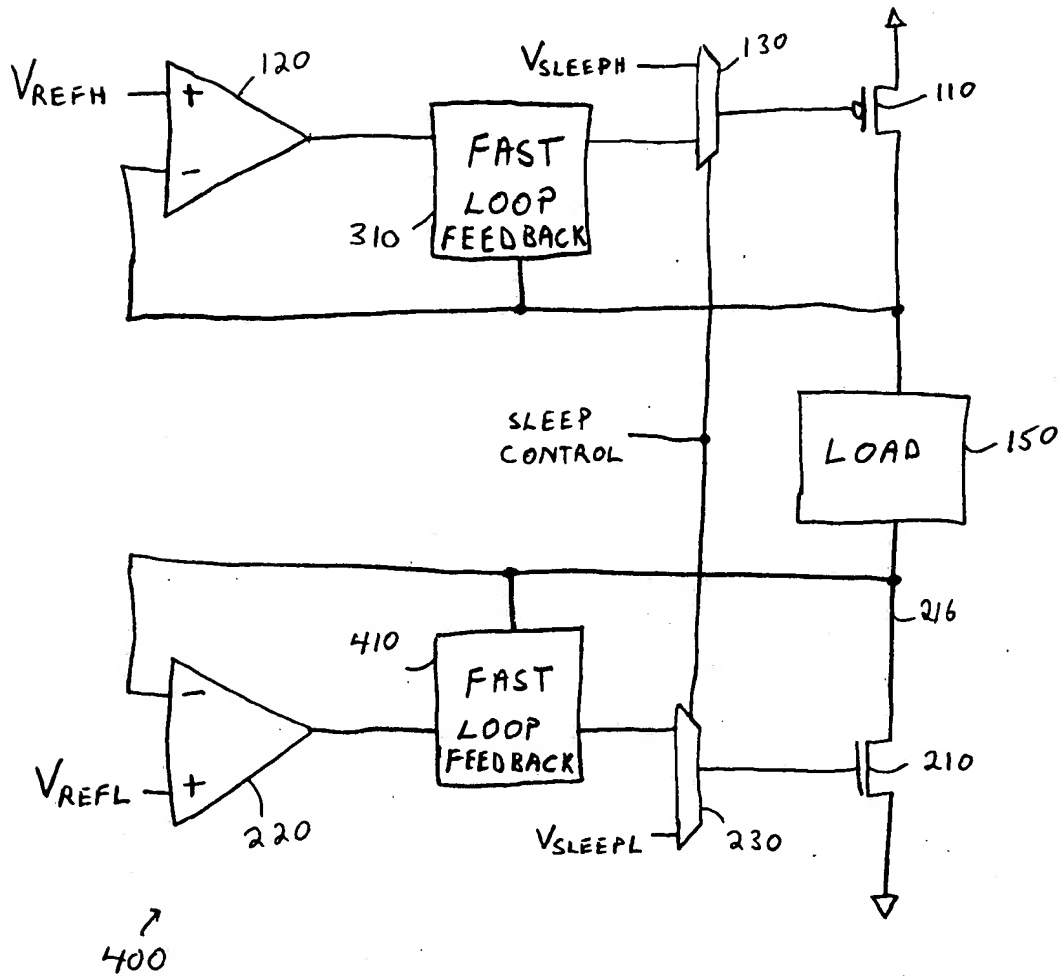 130
VSLEEPH
120
VREFH
+
110
FAST
LOOP
FEEDBACK
-
310
SLEEP
CONTROL
LOAD
150
216
410
FAST
LOOP
FEEDBACK
-
210
VREFL
+
220
VSLEEPL
230
400